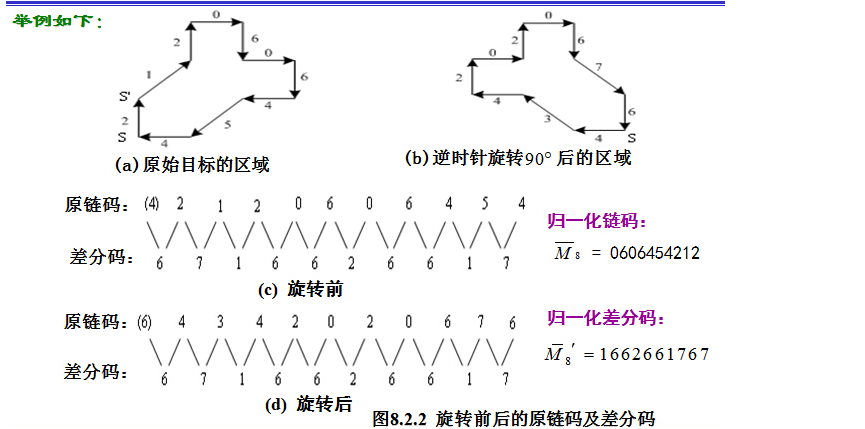 举例如下：
0
2
6
0
1
6
S'
4
2
5
S
4
(a)原始目标的区域
0
2
6
0
7
2
4
6
3
4
S
(b)逆时针旋转90° 后的区域
原链码： (4) 2 1 2 0 6 0 6 4 5 4
差分码： 6 7 1 6 6 2 6 6 1 7
(c) 旋转前
归一化链码：
M̅₈ = 0606454212
原链码：(6) 4 3 4 2 0 2 0 6 7 6
差分码： 6 7 1 6 6 2 6 6 1 7
(d) 旋转后
归一化差分码：
M̅₈′ = 1662661767
图8.2.2 旋转前后的原链码及差分码